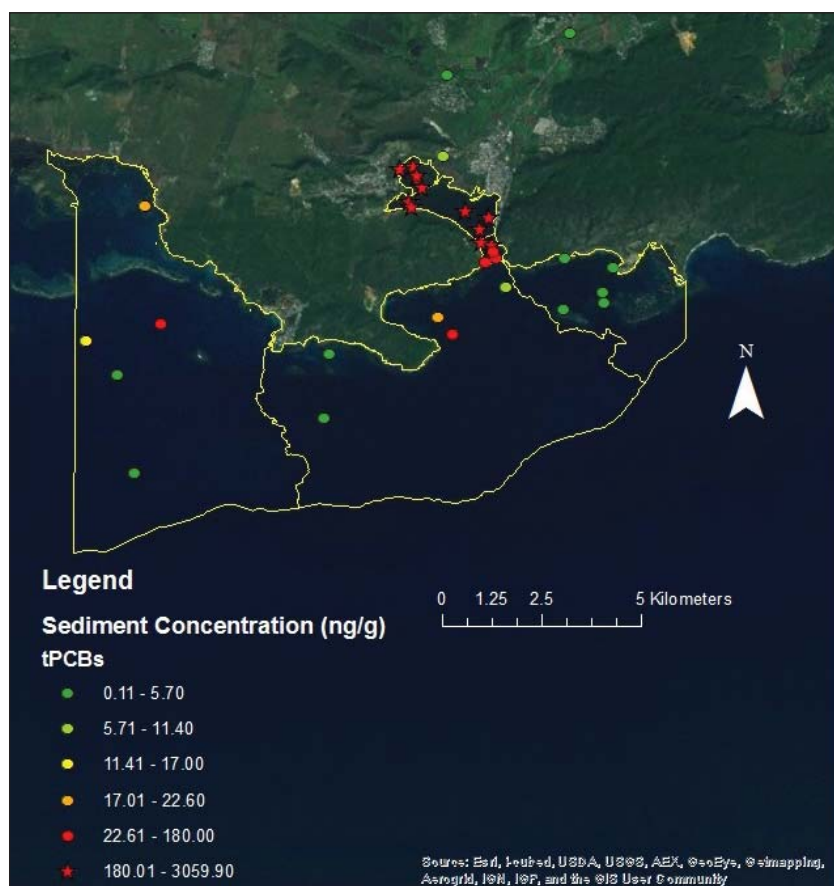 N
Legend
0 1.25 2.5 5 Kilometers
Sediment Concentration (ng/g)
tPCBs
0.11 - 5.70
5.71 - 11.40
11.41 - 17.00
17.01 - 22.60
22.61 - 180.00
180.01 - 3059.90
Source: Esri, USDA, USGS, AEX, GeoEye, Getmapping,
Aerogrid, IGN, IGP, and the GIS User Community